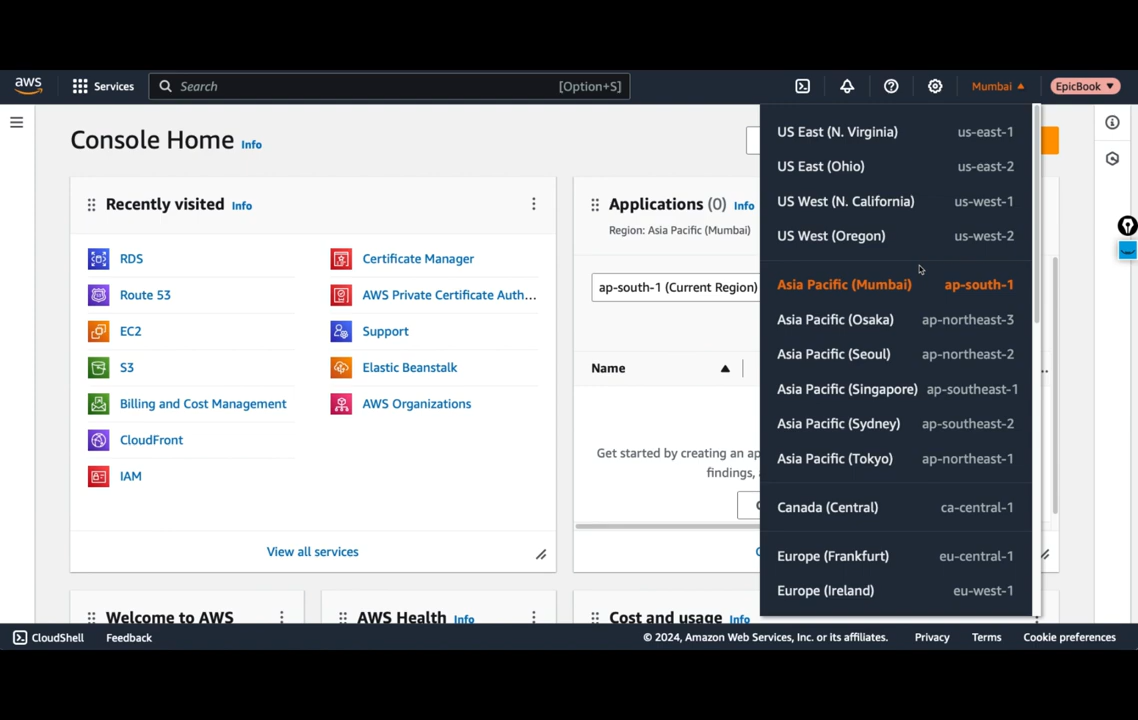 aws
Services
Search
[Option+S]
Mumbai
EpicBook
Console Home Info
Recently visited Info
RDS
Route 53
EC2
S3
Billing and Cost Management
CloudFront
IAM
Certificate Manager
AWS Private Certificate Auth...
Support
Elastic Beanstalk
AWS Organizations
View all services
Applications (0) Info
Region: Asia Pacific (Mumbai)
ap-south-1 (Current Region)
Name
Get started by creating an ap
findings,
US East (N. Virginia) us-east-1
US East (Ohio) us-east-2
US West (N. California) us-west-1
US West (Oregon) us-west-2
Asia Pacific (Mumbai) ap-south-1
Asia Pacific (Osaka) ap-northeast-3
Asia Pacific (Seoul) ap-northeast-2
Asia Pacific (Singapore) ap-southeast-1
Asia Pacific (Sydney) ap-southeast-2
Asia Pacific (Tokyo) ap-northeast-1
Canada (Central) ca-central-1
Europe (Frankfurt) eu-central-1
Europe (Ireland) eu-west-1
Welcome to AWS
AWS Health Info
Cost and usage Info
CloudShell
Feedback
© 2024, Amazon Web Services, Inc. or its affiliates.
Privacy
Terms
Cookie preferences